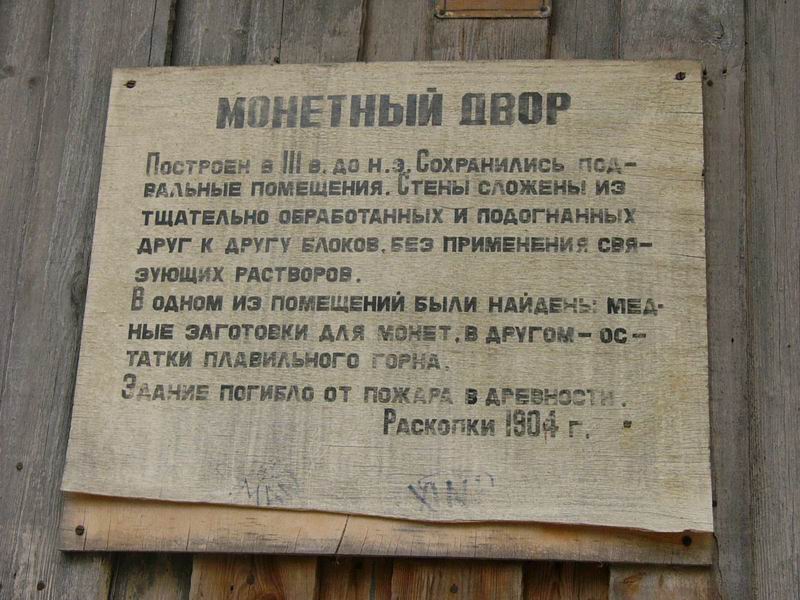 МОНЕТНЫЙ ДВОР
ПОСТРОЕН В III В. ДО Н.Э. СОХРАНИЛИСЬ ПОД-
ВАЛЬНЫЕ ПОМЕЩЕНИЯ. СТЕНЫ СЛОЖЕНЫ ИЗ
ТЩАТЕЛЬНО ОБРАБОТАННЫХ И ПОДОГНАННЫХ
ДРУГ К ДРУГУ БЛОКОВ, БЕЗ ПРИМЕНЕНИЯ СВЯ-
ЗУЮЩИХ РАСТВОРОВ.
В ОДНОМ ИЗ ПОМЕЩЕНИЙ БЫЛИ НАЙДЕНЫ МЕД-
НЫЕ ЗАГОТОВКИ ДЛЯ МОНЕТ, В ДРУГОМ – ОС-
ТАТКИ ПЛАВИЛЬНОГО ГОРНА.
ЗДАНИЕ ПОГИБЛО ОТ ПОЖАРА В ДРЕВНОСТИ.
РАСКОПКИ 1904 Г.